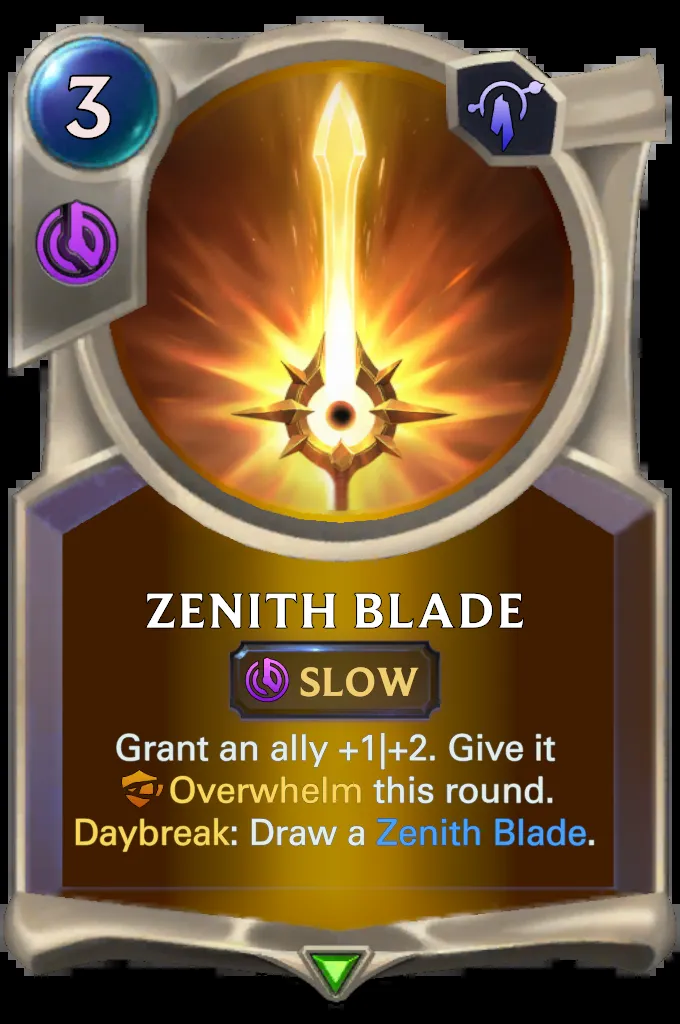 3
ZENITH BLADE
SLOW
Grant an ally +1|+2. Give it
Overwhelm this round.
Daybreak: Draw a Zenith Blade.